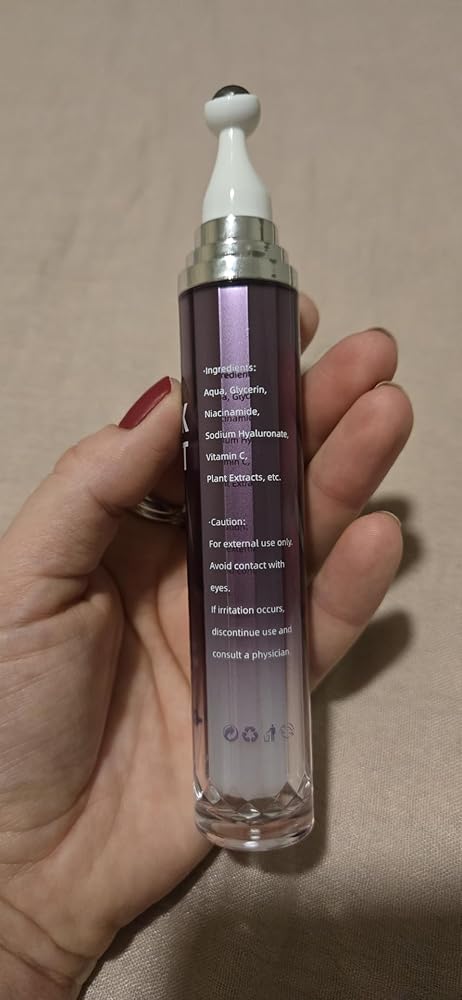 K
T
·Ingredients:
Aqua, Glycerin,
Niacinamide,
Sodium Hyaluronate,
Vitamin C,
Plant Extracts, etc.
·Caution:
For external use only.
Avoid contact with
eyes.
If irritation occurs,
discontinue use and
consult a physician.